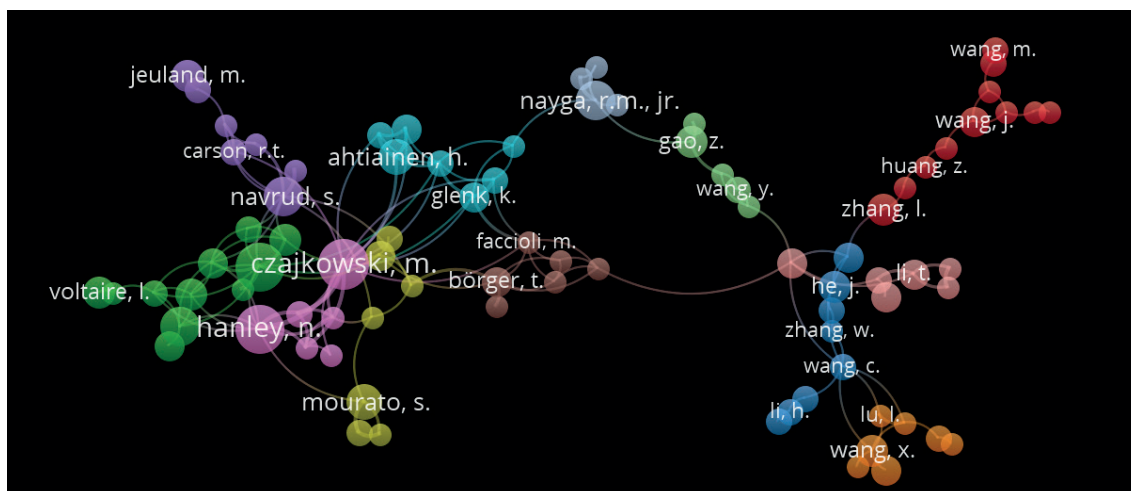 wang, m.
jeuland, m.
nayga, r.m., jr.
wang, j.
gao, z.
carson, r.t.
ahtiainen, h.
huang, z.
navrud, s.
glenk, k.
wang, y.
zhang, l.
faccioli, m.
czajkowski, m.
li, t.
börger, t.
he, j.
voltaire, l.
hanley, n.
zhang, w.
wang, c.
mourato, s.
li, h.
lu, l.
wang, x.